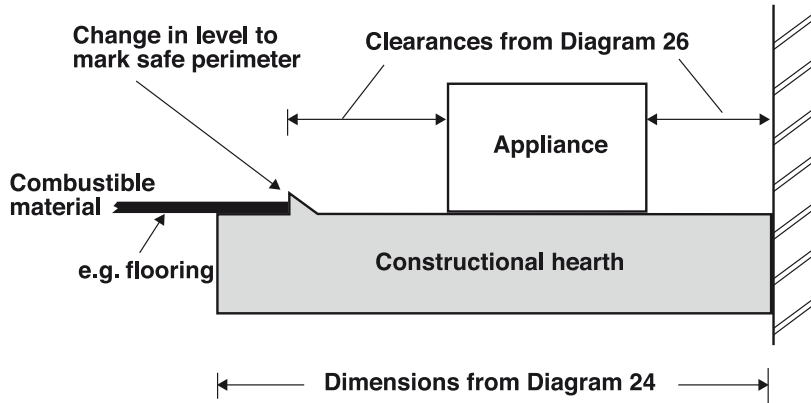 Change in level to
mark safe perimeter
Clearances from Diagram 26
Appliance
Combustible
material
e.g. flooring
Constructional hearth
Dimensions from Diagram 24